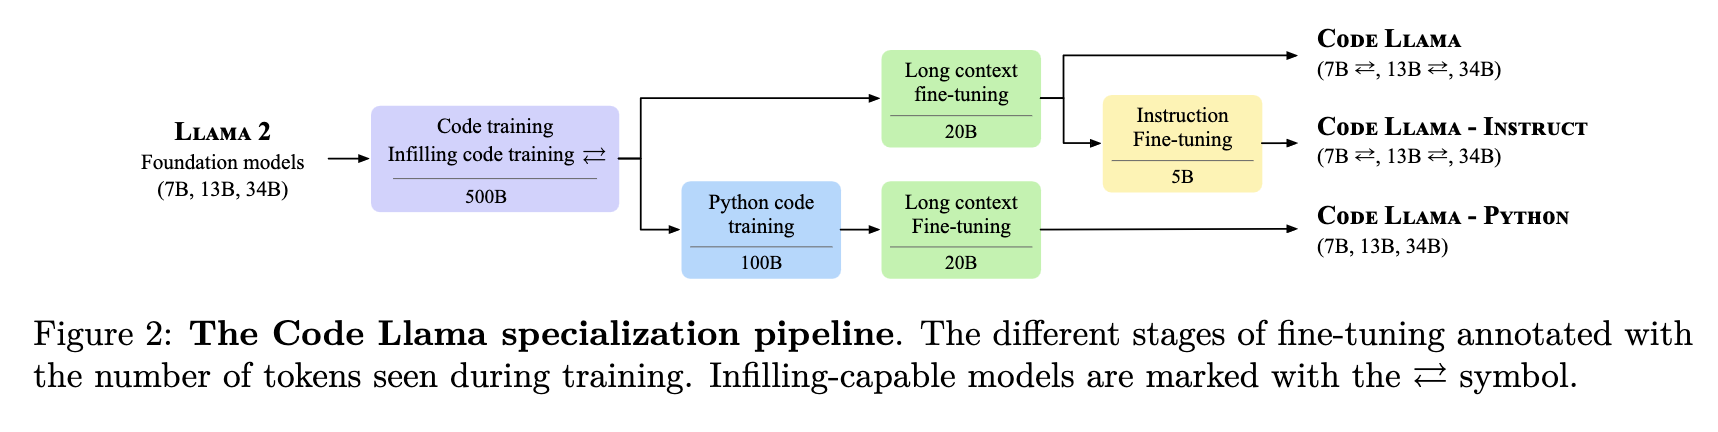 LLAMA 2
Foundation models
(7B, 13B, 34B)
Code training
Infilling code training ⇄
500B
Long context
fine-tuning
20B
Python code
training
100B
Long context
Fine-tuning
20B
Instruction
Fine-tuning
5B
CODE LLAMA
(7B ⇄, 13B ⇄, 34B)
CODE LLAMA - INSTRUCT
(7B ⇄, 13B ⇄, 34B)
CODE LLAMA - PYTHON
(7B, 13B, 34B)
Figure 2: The Code Llama specialization pipeline. The different stages of fine-tuning annotated with
the number of tokens seen during training. Infilling-capable models are marked with the ⇄ symbol.